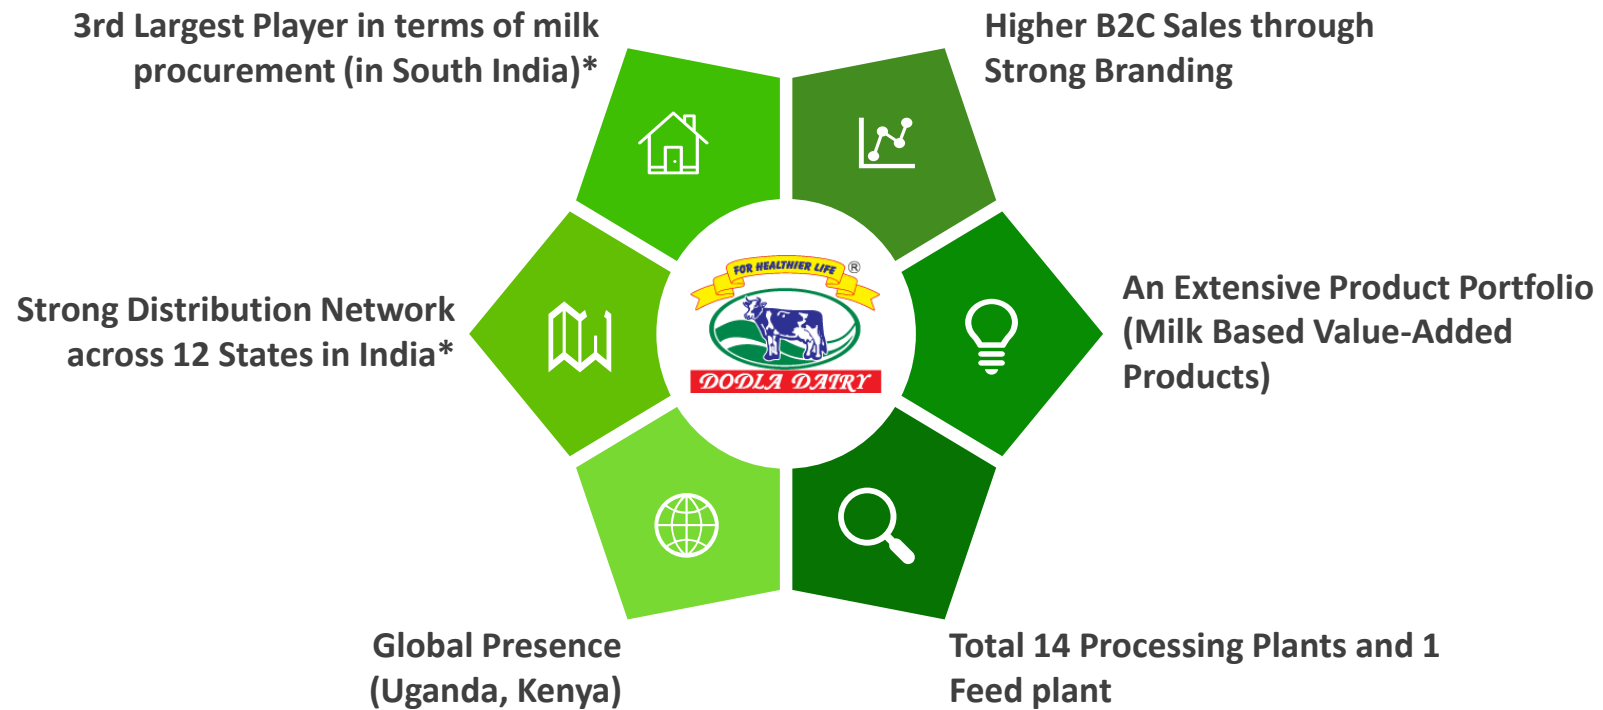 3rd Largest Player in terms of milk
procurement (in South India)*
Higher B2C Sales through
Strong Branding
Strong Distribution Network
across 12 States in India*
FOR HEALTHIER LIFE ®
DODLA DAIRY
An Extensive Product Portfolio
(Milk Based Value-Added
Products)
Global Presence
(Uganda, Kenya)
Total 14 Processing Plants and 1
Feed plant